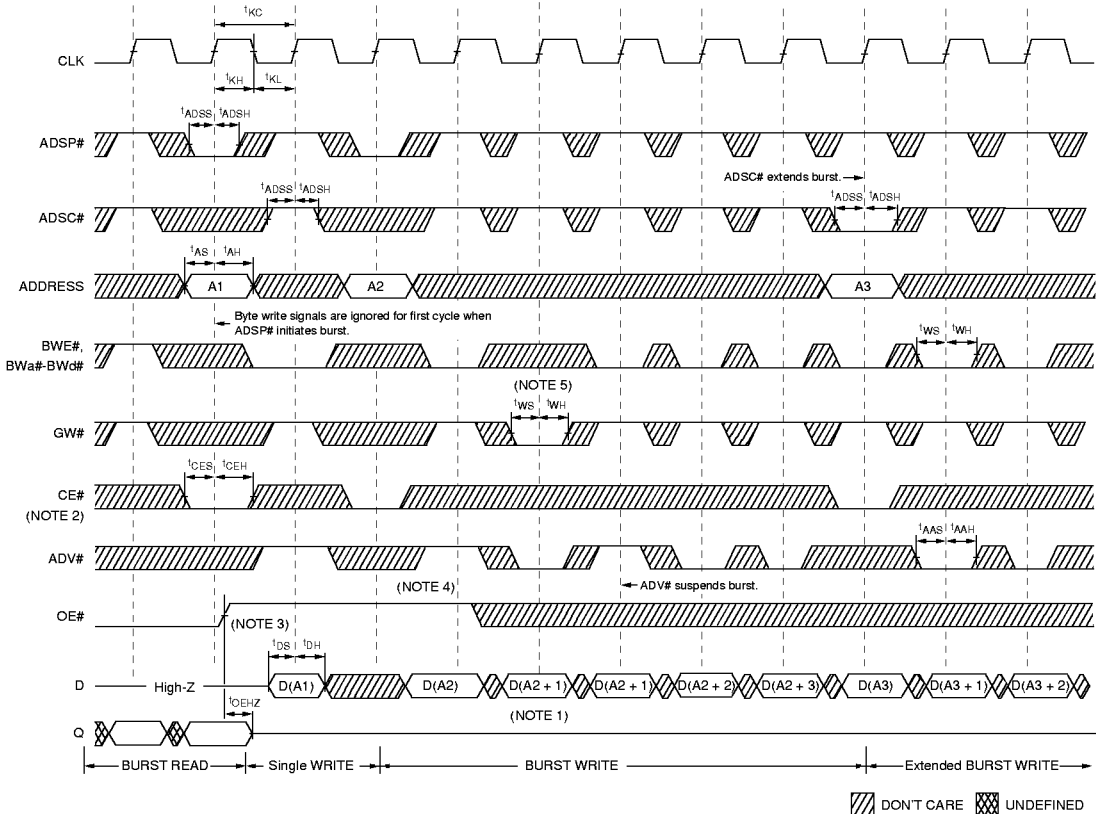 tKC
CLK
tKH tKL
tADSS tADSH
ADSP#
ADSC# extends burst.
tADSS tADSH
tADSS tADSH
ADSC#
tAS tAH
ADDRESS
A1 A2 A3
Byte write signals are ignored for first cycle when
ADSP# initiates burst.
BWE#,
BWa#-BWd#
tWS tWH
(NOTE 5)
tWS tWH
GW#
tCES tCEH
CE#
(NOTE 2)
tAAS tAAH
ADV#
(NOTE 4)
ADV# suspends burst.
OE#
(NOTE 3)
tDS tDH
D
High-Z
D(A1) D(A2) D(A2 + 1) D(A2 + 1) D(A2 + 2) D(A2 + 3) D(A3) D(A3 + 1) D(A3 + 2)
tOEHZ
(NOTE 1)
Q
BURST READ Single WRITE BURST WRITE Extended BURST WRITE
DON'T CARE UNDEFINED